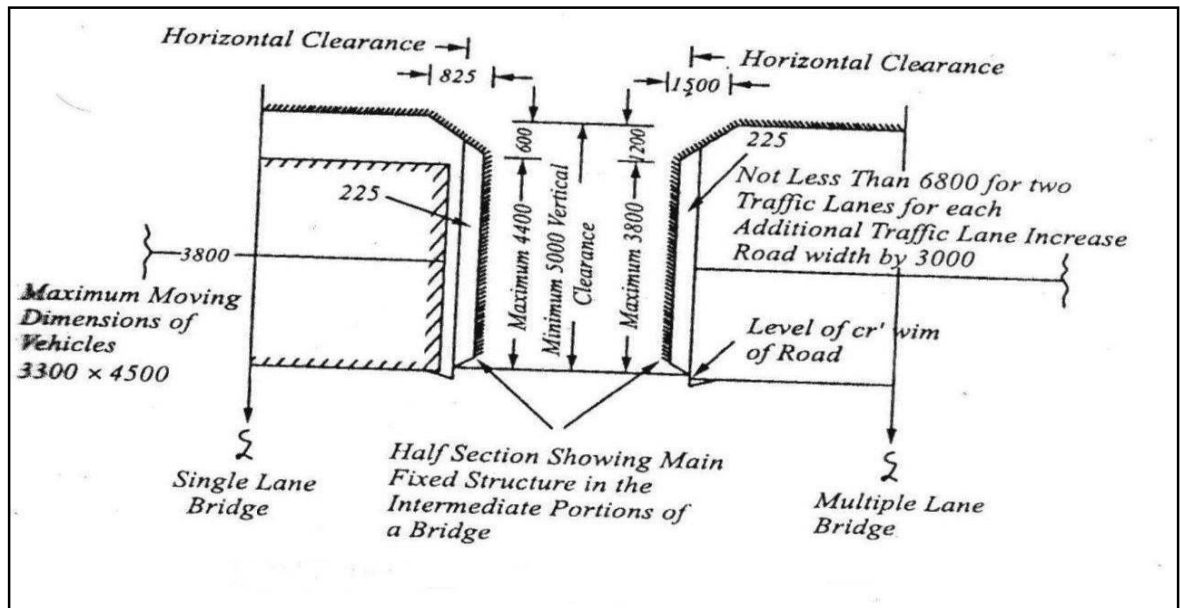 Horizontal Clearance
Horizontal Clearance
825
1500
600
1200
225
225
Maximum 4400
Minimum 5000 Vertical
Clearance
Maximum 3800
Not Less Than 6800 for two
Traffic Lanes for each
Additional Traffic Lane Increase
Road width by 3000
3800
Maximum Moving
Dimensions of
Vehicles
3300 × 4500
Level of cr' wim
of Road
Half Section Showing Main
Fixed Structure in the
Intermediate Portions of
a Bridge
Single Lane
Bridge
Multiple Lane
Bridge